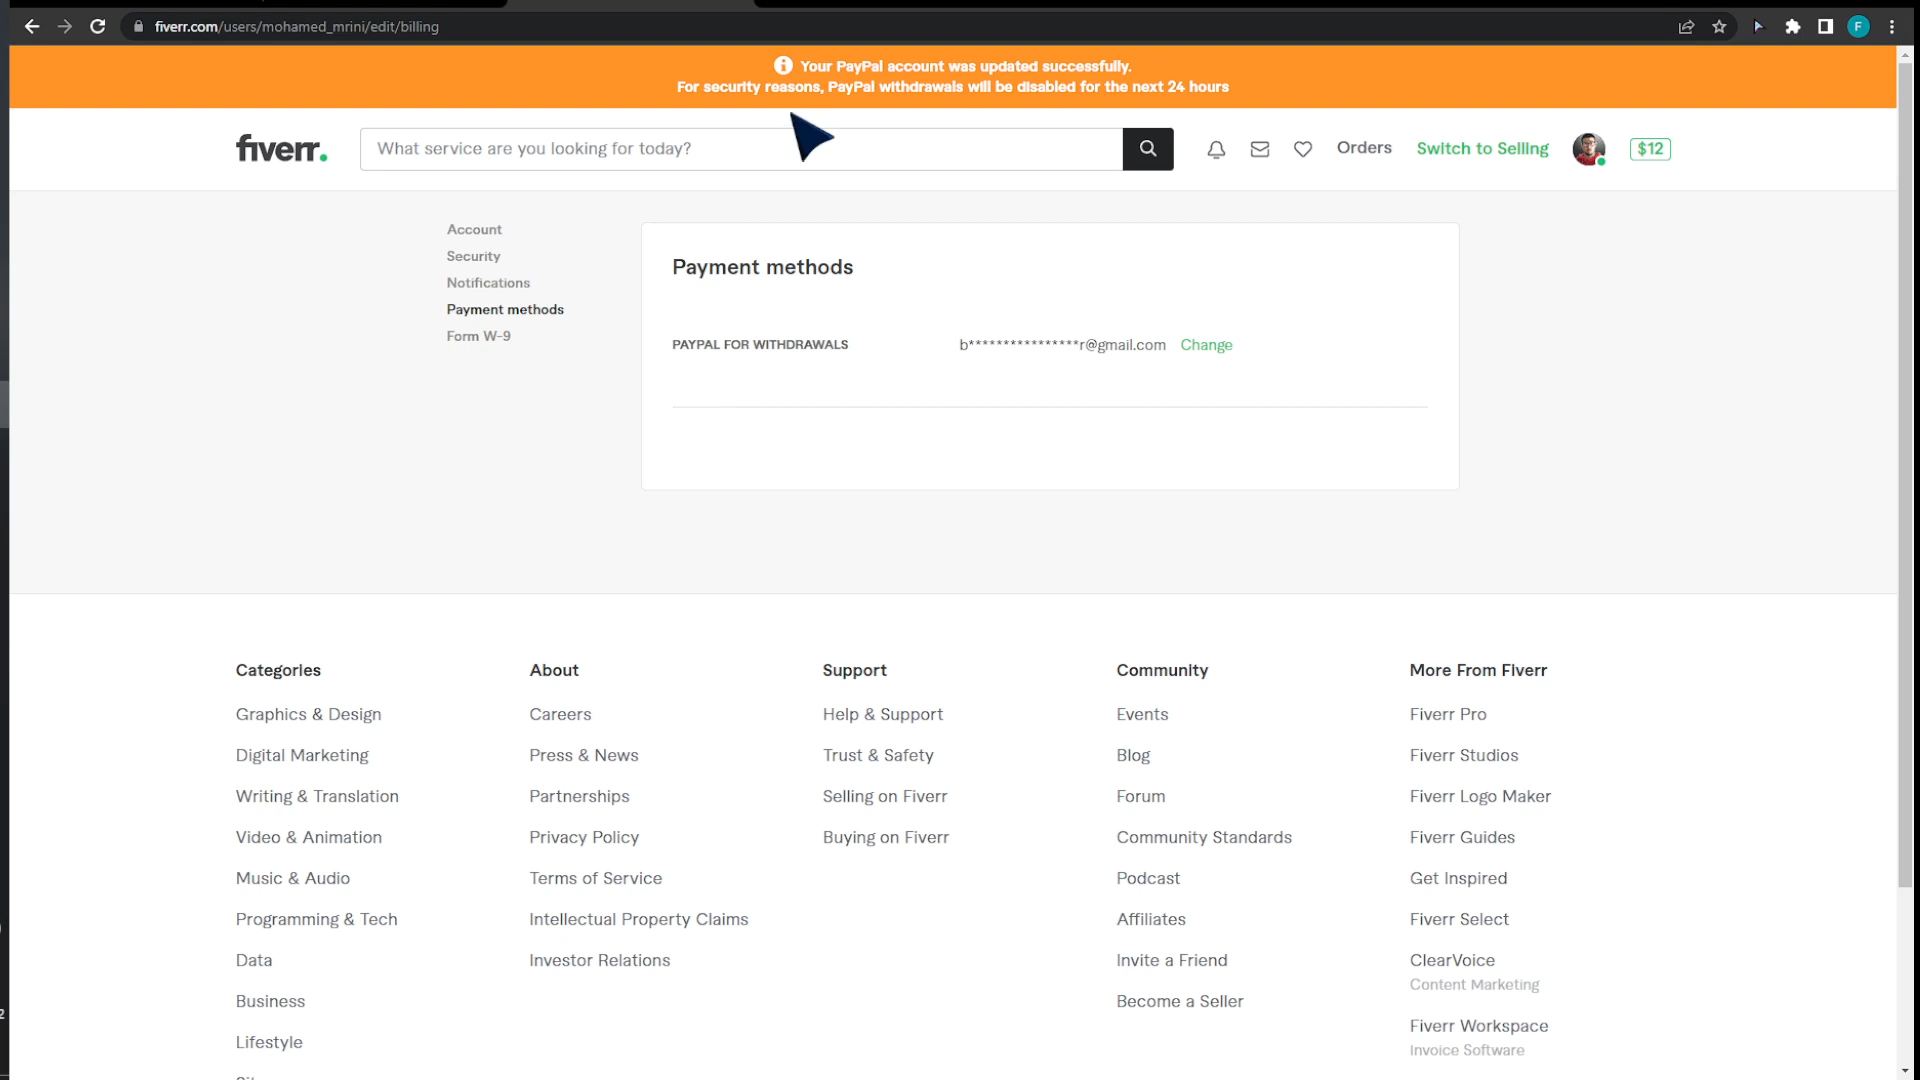 fiverr.com/users/mohamed_mrini/edit/billing
F
Your PayPal account was updated successfully.
For security reasons, PayPal withdrawals will be disabled for the next 24 hours
fiverr.
What service are you looking for today?
Orders
Switch to Selling
$12
Account
Security
Notifications
Payment methods
Form W-9
Payment methods
PAYPAL FOR WITHDRAWALS
b****************r@gmail.com Change
Categories
Graphics & Design
Digital Marketing
Writing & Translation
Video & Animation
Music & Audio
Programming & Tech
Data
Business
Lifestyle
About
Careers
Press & News
Partnerships
Privacy Policy
Terms of Service
Intellectual Property Claims
Investor Relations
Support
Help & Support
Trust & Safety
Selling on Fiverr
Buying on Fiverr
Community
Events
Blog
Forum
Community Standards
Podcast
Affiliates
Invite a Friend
Become a Seller
More From Fiverr
Fiverr Pro
Fiverr Studios
Fiverr Logo Maker
Fiverr Guides
Get Inspired
Fiverr Select
ClearVoice
Content Marketing
Fiverr Workspace
Invoice Software